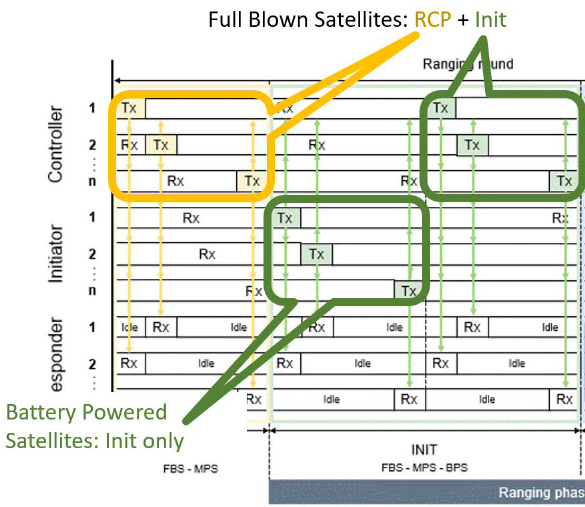 Full Blown Satellites: RCP + Init
Ranging round
Controller
1 Tx Rx Tx
2 Rx Tx Rx Tx
n Rx Tx Rx Tx
Initiator
1 Rx Tx Rx
2 Rx Tx
n Rx Tx
esponder
1 Idle Rx Idle Rx Idle Rx Idle
2 Rx Idle Rx Idle Rx Idle
Rx Idle Rx Idle Rx
Battery Powered
Satellites: Init only
INIT
FBS - MPS FBS - MPS - BPS
Ranging phas